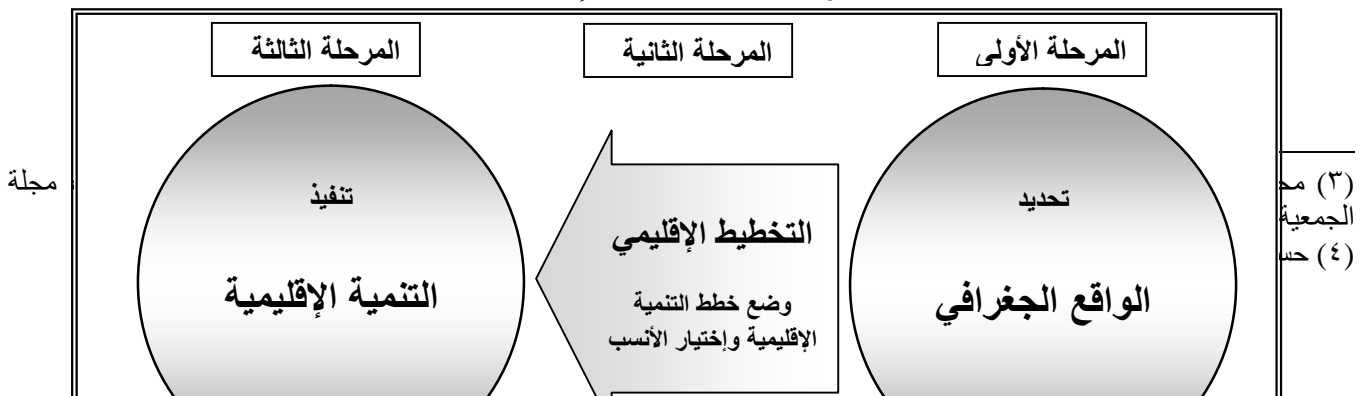 المرحلة الأولى
المرحلة الثانية
المرحلة الثالثة
تحديد
الواقع الجغرافي
التخطيط الإقليمي
وضع خطط التنمية
الإقليمية وإختيار الأنسب
تنفيذ
التنمية الإقليمية
(٣) مجلة
الجمعية
(٤)